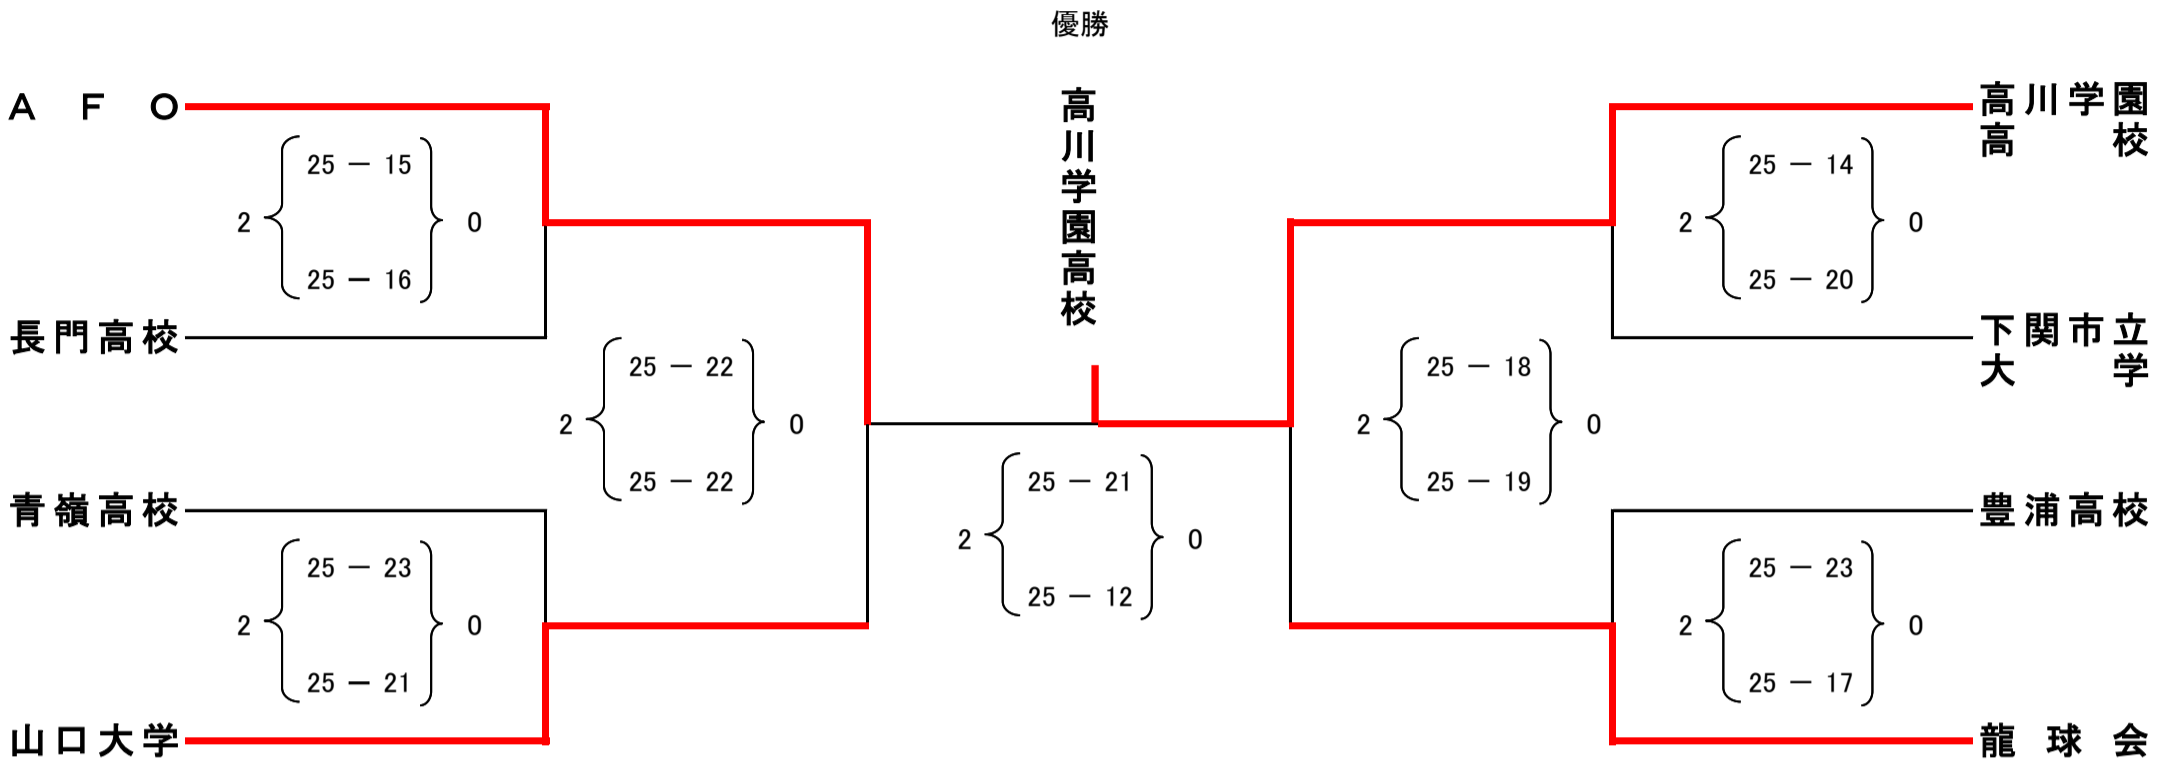 優勝
高川学園高校
AFO
25 — 15
2 0
25 — 16
長門高校
25 — 22
2 0
25 — 22
青嶺高校
25 — 23
2 0
25 — 21
山口大学
25 — 21
2 0
25 — 12
高川学園
高校
25 — 14
2 0
25 — 20
下関市立
大学
25 — 18
2 0
25 — 19
豊浦高校
25 — 23
2 0
25 — 17
龍球会